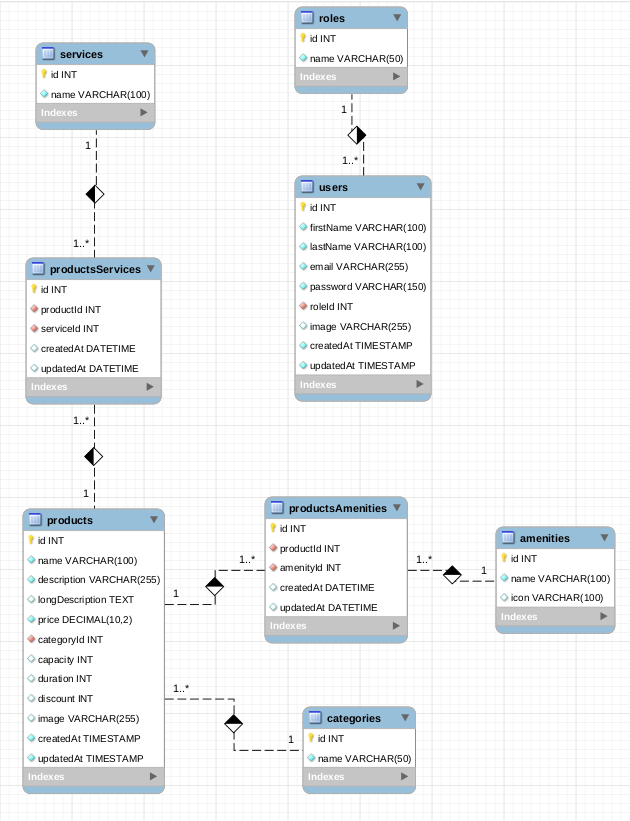 roles
id INT
name VARCHAR(50)
Indexes
services
id INT
name VARCHAR(100)
Indexes
1
1..*
1
1..*
users
id INT
firstName VARCHAR(100)
lastName VARCHAR(100)
email VARCHAR(255)
password VARCHAR(150)
roleId INT
image VARCHAR(255)
createdAt TIMESTAMP
updatedAt TIMESTAMP
Indexes
productsServices
id INT
productId INT
serviceId INT
createdAt DATETIME
updatedAt DATETIME
Indexes
1..*
1
products
id INT
name VARCHAR(100)
description VARCHAR(255)
longDescription TEXT
price DECIMAL(10,2)
categoryId INT
capacity INT
duration INT
discount INT
image VARCHAR(255)
createdAt TIMESTAMP
updatedAt TIMESTAMP
Indexes
1
1..*
productsAmenities
id INT
productId INT
amenityId INT
createdAt DATETIME
updatedAt DATETIME
Indexes
1..*
1
amenities
id INT
name VARCHAR(100)
icon VARCHAR(100)
Indexes
1..*
1
categories
id INT
name VARCHAR(50)
Indexes